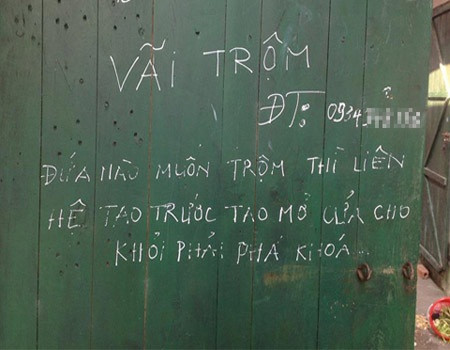 VÃI TRỘM
ĐT: 0934
ĐỨA NÀO MUỐN TRỘM THÌ LIÊN
HỆ TAO TRƯỚC TAO MỞ CỬA CHO
KHỎI PHẢI PHÁ KHOÁ...